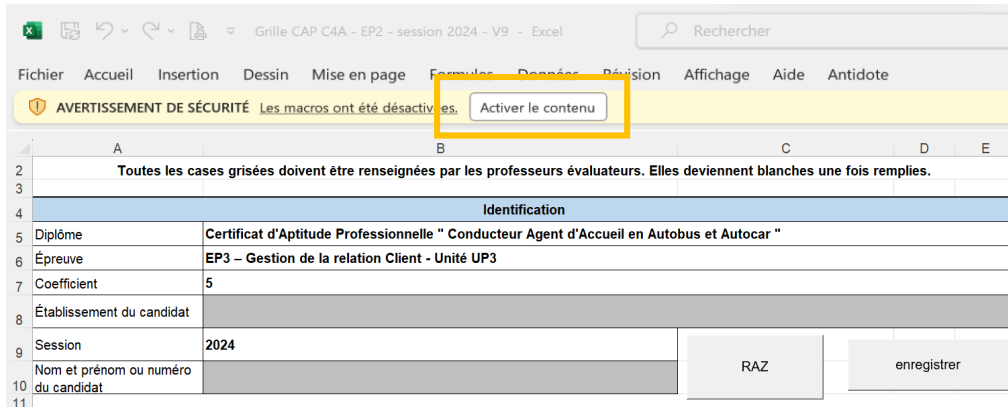 Grille CAP C4A - EP2 - session 2024 - V9 - Excel
Rechercher
Fichier Accueil Insertion Dessin Mise en page Formules Données Révision Affichage Aide Antidote
AVERTISSEMENT DE SÉCURITÉ Les macros ont été désactivées. Activer le contenu
A B C D E
2 Toutes les cases grisées doivent être renseignées par les professeurs évaluateurs. Elles deviennent blanches une fois remplies.
3
4 Identification
5 Diplôme Certificat d'Aptitude Professionnelle " Conducteur Agent d'Accueil en Autobus et Autocar "
6 Épreuve EP3 – Gestion de la relation Client - Unité UP3
7 Coefficient 5
8 Établissement du candidat
9 Session 2024
RAZ enregistrer
Nom et prénom ou numéro
10 du candidat
11